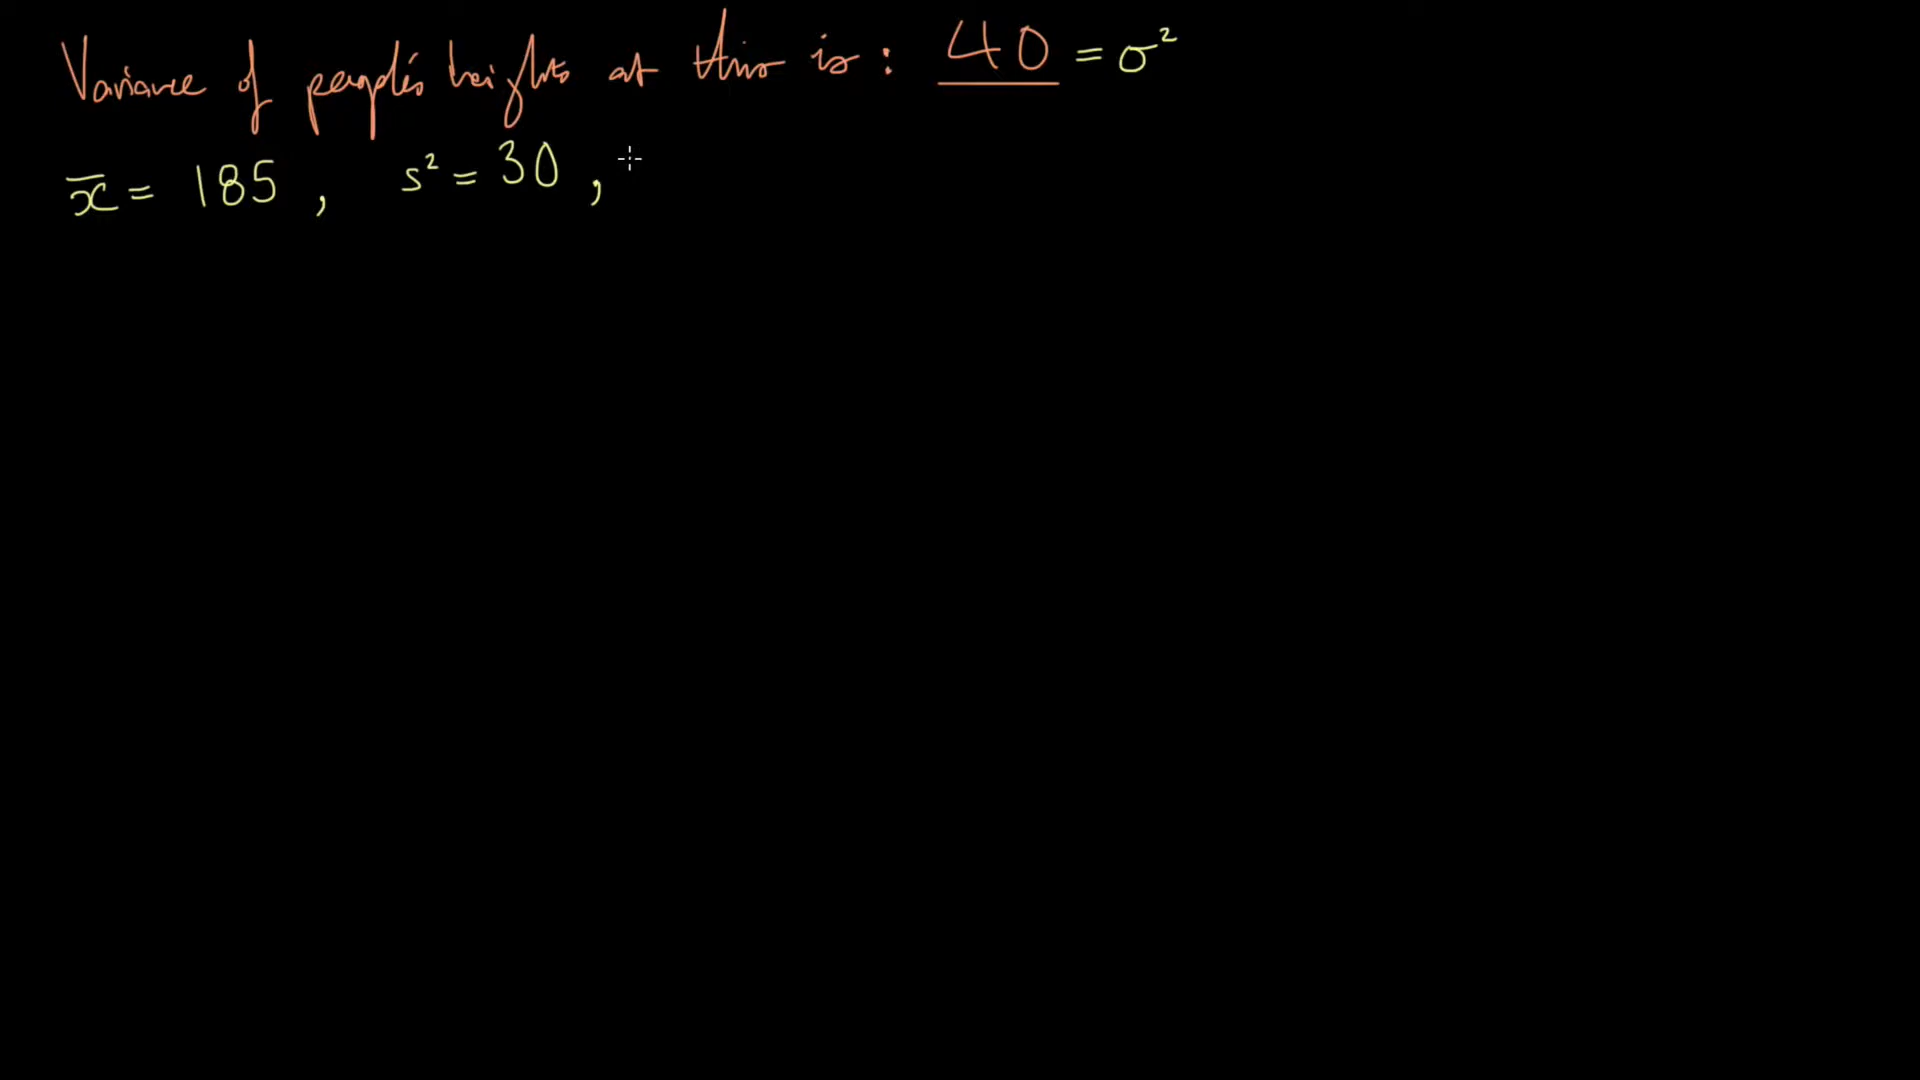 Variance of people's heights at this is : 40 = σ²
x̄ = 185 , s² = 30 ,